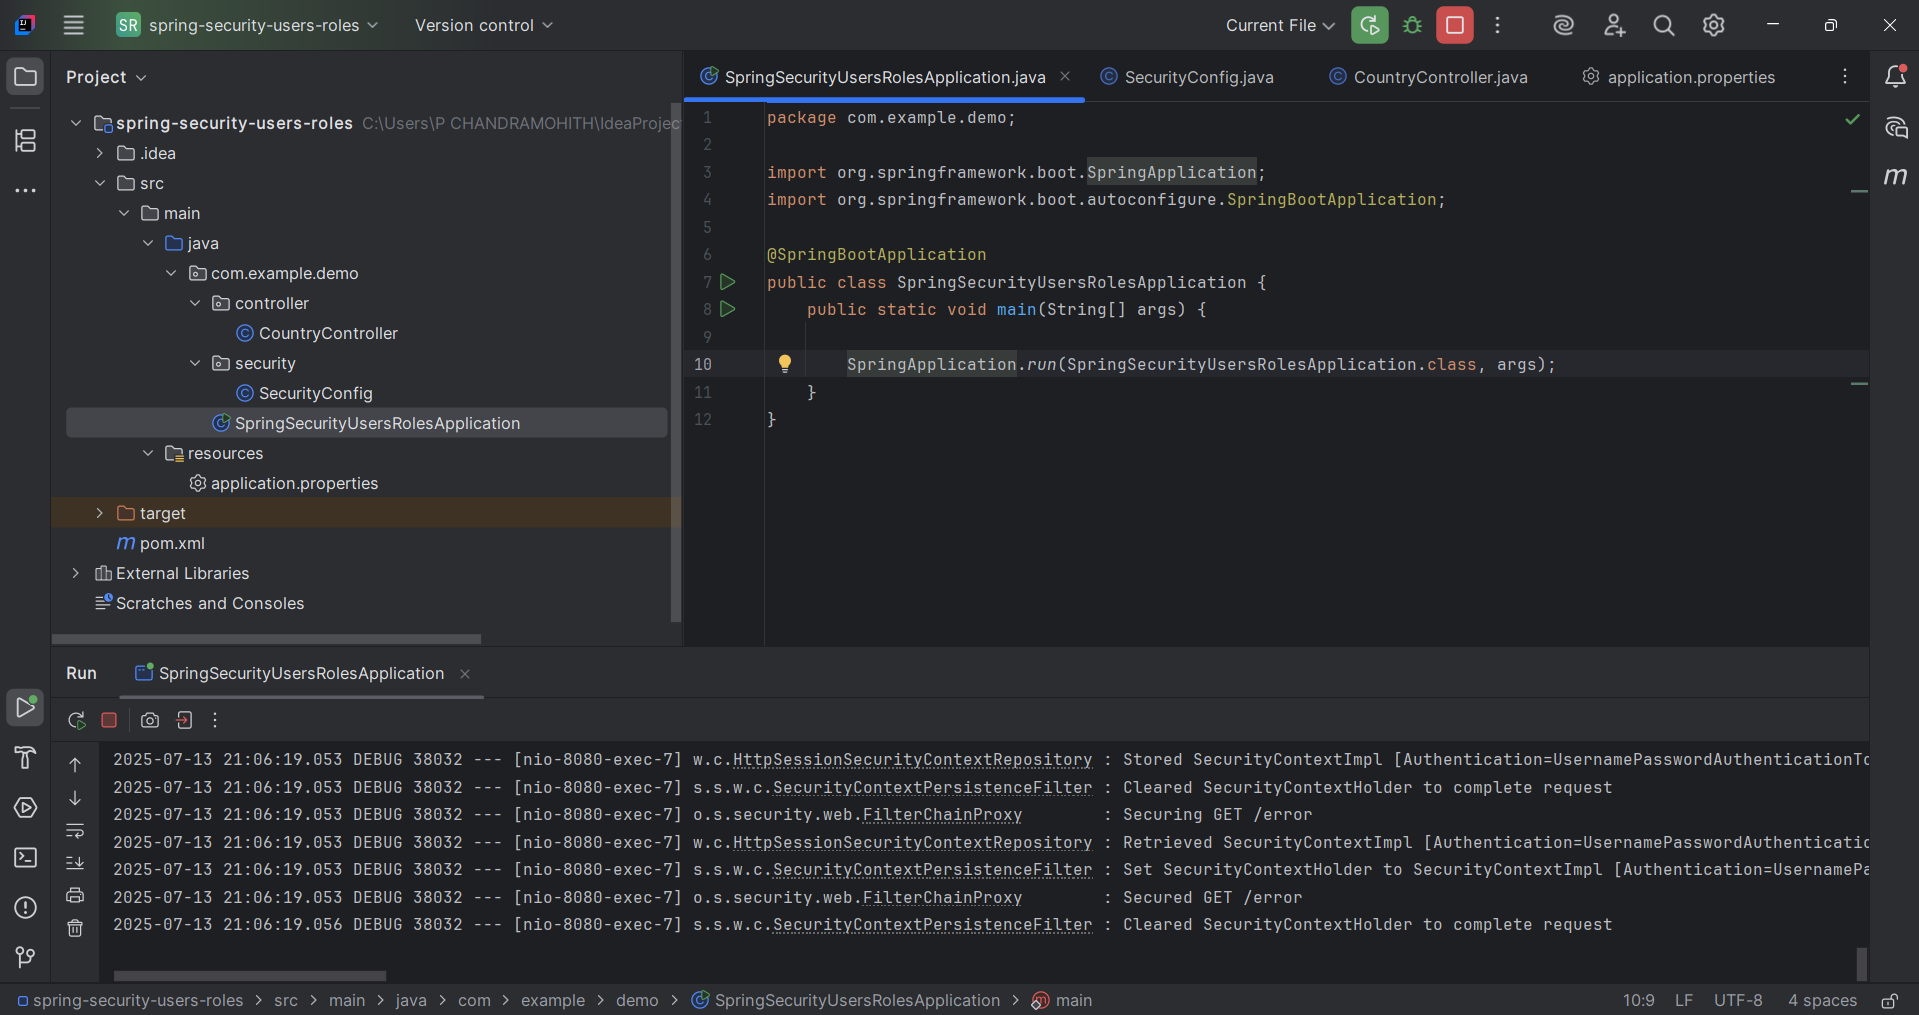 SR spring-security-users-roles Version control Current File
Project
spring-security-users-roles C:\Users\P CHANDRAMOHITH\IdeaProjec
.idea
src
main
java
com.example.demo
controller
CountryController
security
SecurityConfig
SpringSecurityUsersRolesApplication
resources
application.properties
target
pom.xml
External Libraries
Scratches and Consoles
SpringSecurityUsersRolesApplication.java SecurityConfig.java CountryController.java application.properties
1 package com.example.demo;
2
3 import org.springframework.boot.SpringApplication;
4 import org.springframework.boot.autoconfigure.SpringBootApplication;
5
6 @SpringBootApplication
7 public class SpringSecurityUsersRolesApplication {
8 public static void main(String[] args) {
9
10 SpringApplication.run(SpringSecurityUsersRolesApplication.class, args);
11 }
12 }
Run SpringSecurityUsersRolesApplication
2025-07-13 21:06:19.053 DEBUG 38032 --- [nio-8080-exec-7] w.c.HttpSessionSecurityContextRepository : Stored SecurityContextImpl [Authentication=UsernamePasswordAuthenticationTo
2025-07-13 21:06:19.053 DEBUG 38032 --- [nio-8080-exec-7] s.s.w.c.SecurityContextPersistenceFilter : Cleared SecurityContextHolder to complete request
2025-07-13 21:06:19.053 DEBUG 38032 --- [nio-8080-exec-7] o.s.security.web.FilterChainProxy : Securing GET /error
2025-07-13 21:06:19.053 DEBUG 38032 --- [nio-8080-exec-7] w.c.HttpSessionSecurityContextRepository : Retrieved SecurityContextImpl [Authentication=UsernamePasswordAuthenticatio
2025-07-13 21:06:19.053 DEBUG 38032 --- [nio-8080-exec-7] s.s.w.c.SecurityContextPersistenceFilter : Set SecurityContextHolder to SecurityContextImpl [Authentication=UsernamePa
2025-07-13 21:06:19.053 DEBUG 38032 --- [nio-8080-exec-7] o.s.security.web.FilterChainProxy : Secured GET /error
2025-07-13 21:06:19.056 DEBUG 38032 --- [nio-8080-exec-7] s.s.w.c.SecurityContextPersistenceFilter : Cleared SecurityContextHolder to complete request
spring-security-users-roles > src > main > java > com > example > demo > SpringSecurityUsersRolesApplication > main 10:9 LF UTF-8 4 spaces